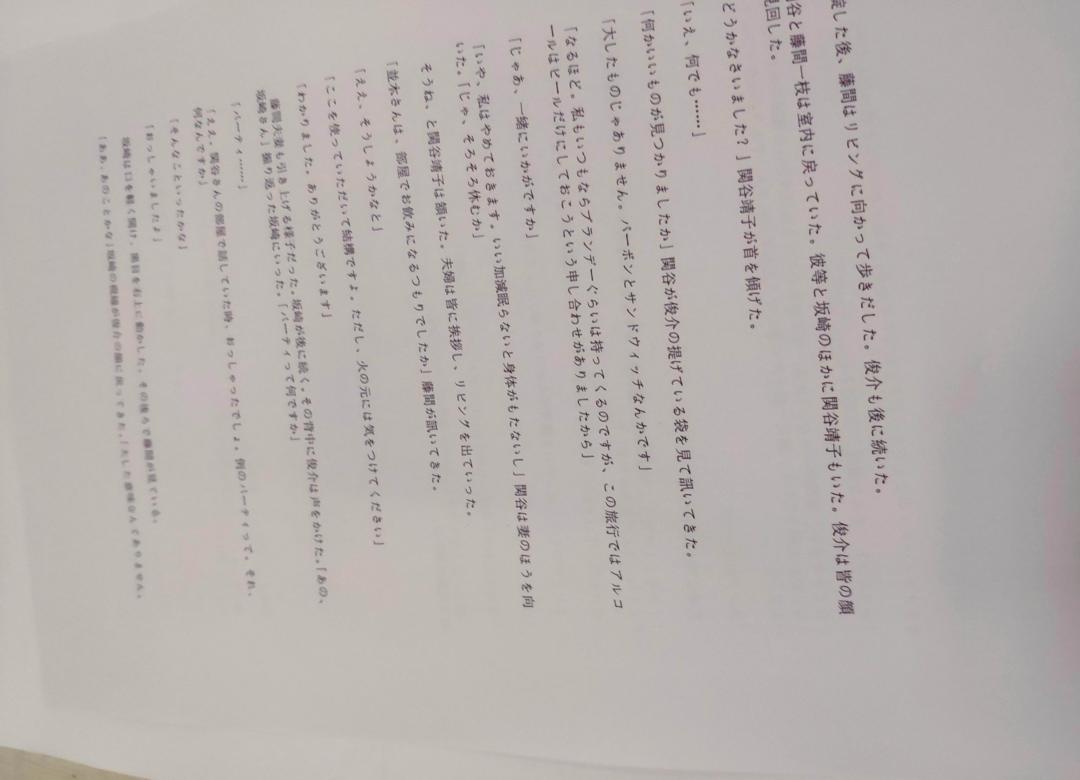 した後、藤間はリビングに向かって歩きだした。俊介も後に続いた。
谷と藤間一枝は室内に戻っていた。彼等と坂崎のほかに関谷靖子もいた。俊介は皆の顔
回した。
どうかなさいました?」関谷靖子が首を傾げた。
「いえ、何でも……」
「何かいいものが見つかりましたか」関谷が俊介の提げている袋を見て訊いてきた。
「大したものじゃありません。バーボンとサンドウィッチなんかです」
「なるほど。私もいつもならブランデーぐらいは持ってくるのですが、この旅行ではアルコ
ールはビールだけにしておこうという申し合わせがありましたから」
「じゃあ、一緒にいかがですか」
「いや、私はやめておきます。いい加減眠らないと身体がもたないし」関谷は妻のほうを向
いた。「じゃ、そろそろ休むか」
そうね、と関谷靖子は頷いた。夫婦は皆に挨拶し、リビングを出ていった。
「並木さんは、部屋でお飲みになるつもりでしたか」藤間が訊いてきた。
「ええ、そうしようかなと」
「ここを使っていただいて結構ですよ。ただし、火の元には気をつけてください」
「わかりました。ありがとうございます」
藤間夫妻も引き上げる様子だった。坂崎が後に続く。その背中に俊介は声をかけた。「あの、
坂崎さん」振り返った坂崎にいった。「パーティって何ですか」
「パーティ……」
「ええ。関谷さんの部屋で話していた時、おっしゃったでしょ。例のパーティって。それ、
何なんですか」
「そんなこといったかな」
「おっしゃいましたよ」
坂崎は口を軽く開け、黒目を右上に動かした。その後ろで藤間が見ている。
「ああ、あのことかな」坂崎の視線が俊介の顔に戻ってきた。「大した意味なんてありません。